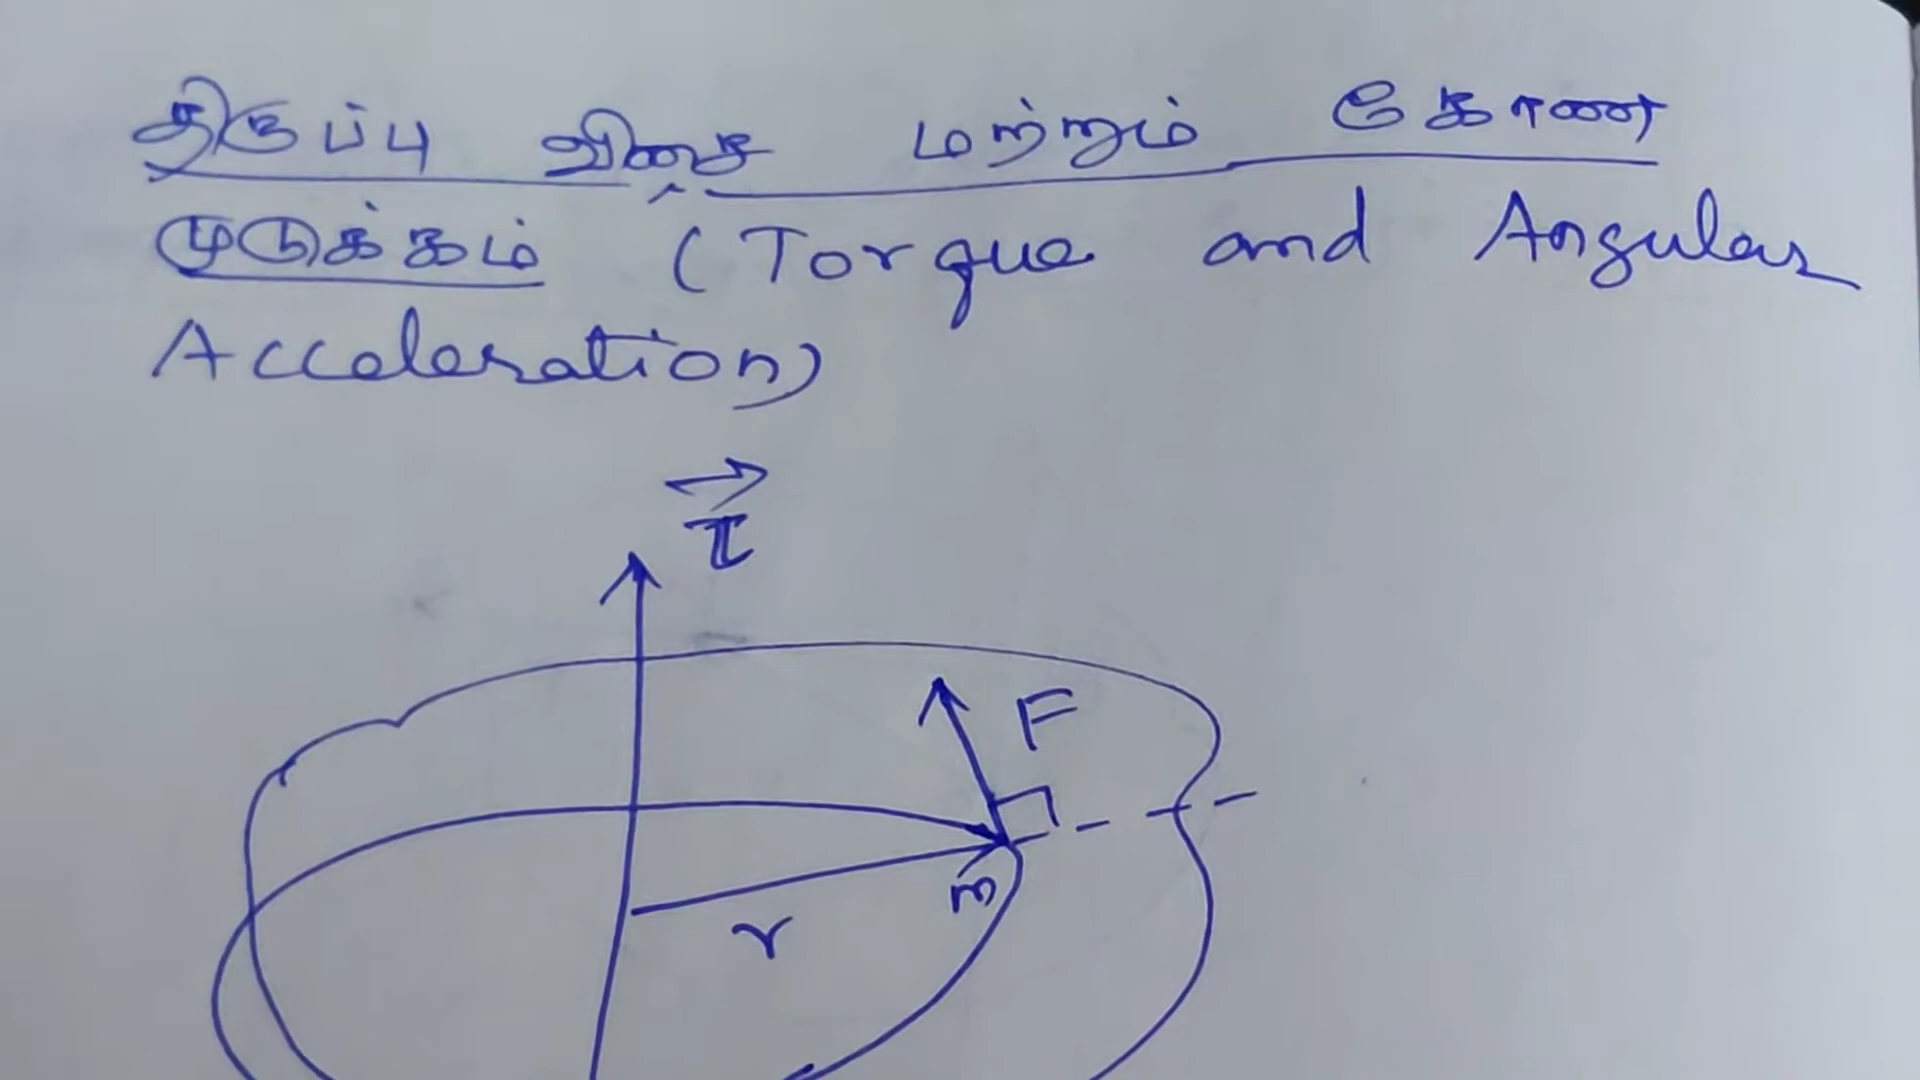 திருப்பு விசை மற்றும் கோண
முடுக்கம் (Torque and Angular
Acceleration)
τ
F
m
r